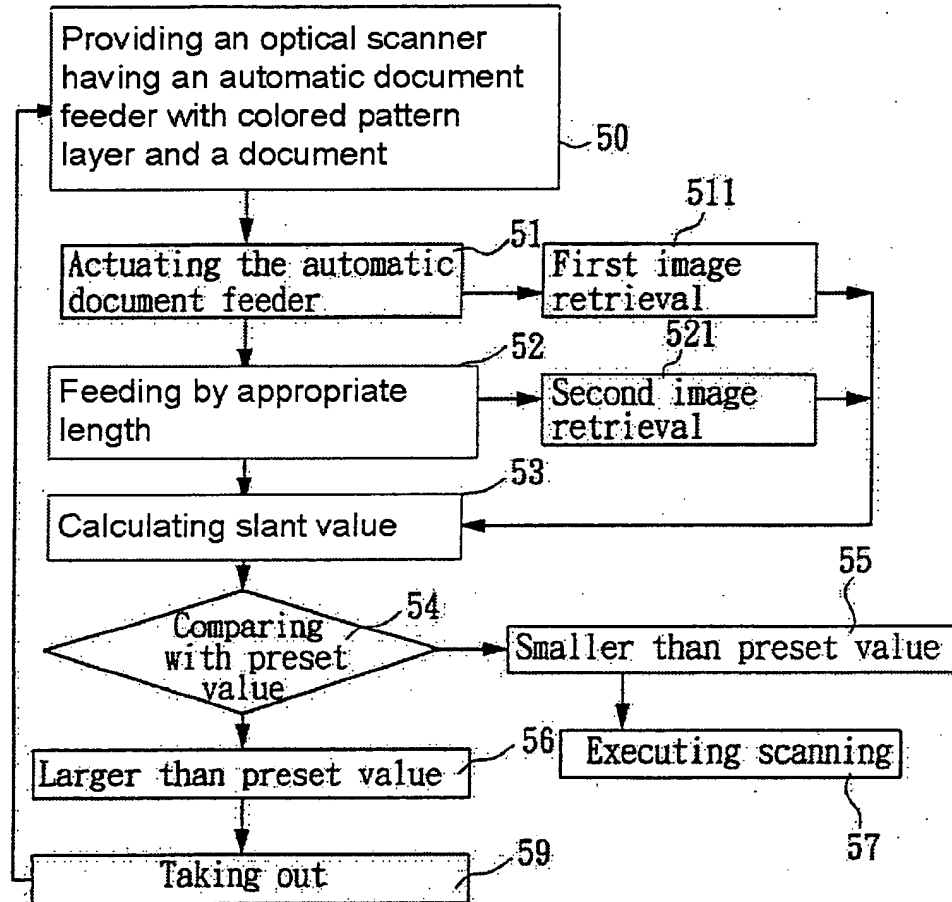 Providing an optical scanner
having an automatic document
feeder with colored pattern
layer and a document
50
51
Actuating the automatic
document feeder
511
First image
retrieval
52
Feeding by appropriate
length
521
Second image
retrieval
53
Calculating slant value
54
Comparing
with preset
value
55
Smaller than preset value
56
Larger than preset value
Executing scanning
57
59
Taking out